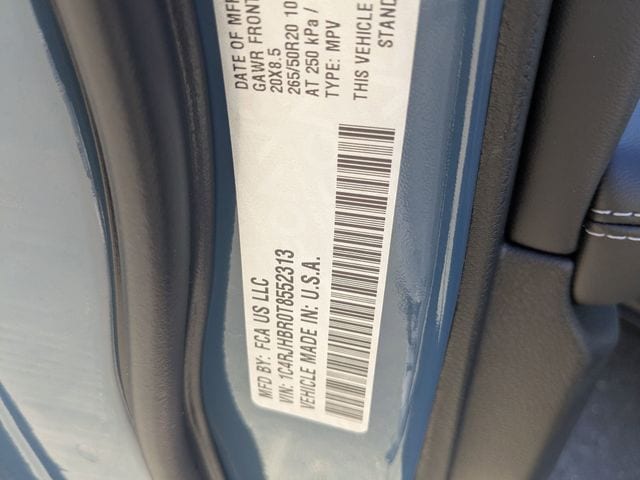 MFD BY: FCA US LLC
DATE OF MFR
GAWR FRONT
20X8.5
265/50R20 10
AT 250 kPa /
VIN: 1C4RJHBR0T8552313
TYPE: MPV
VEHICLE MADE IN: U.S.A.
THIS VEHICLE
STAND